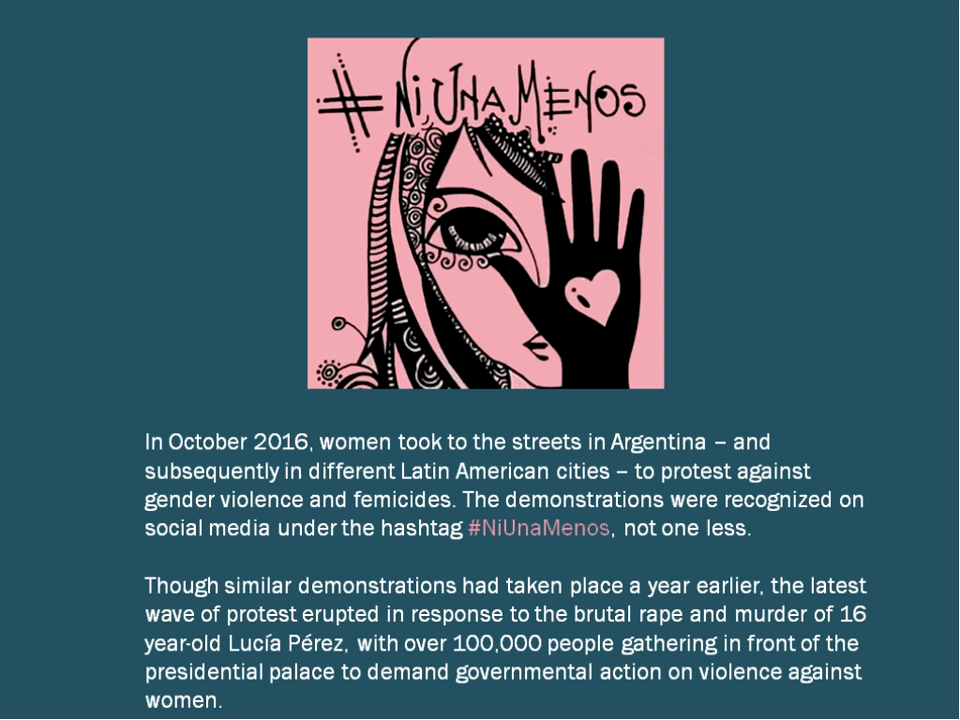 #NiUnaMenos
In October 2016, women took to the streets in Argentina – and
subsequently in different Latin American cities – to protest against
gender violence and femicides. The demonstrations were recognized on
social media under the hashtag #NiUnaMenos, not one less.
Though similar demonstrations had taken place a year earlier, the latest
wave of protest erupted in response to the brutal rape and murder of 16
year-old Lucía Pérez, with over 100,000 people gathering in front of the
presidential palace to demand governmental action on violence against
women.